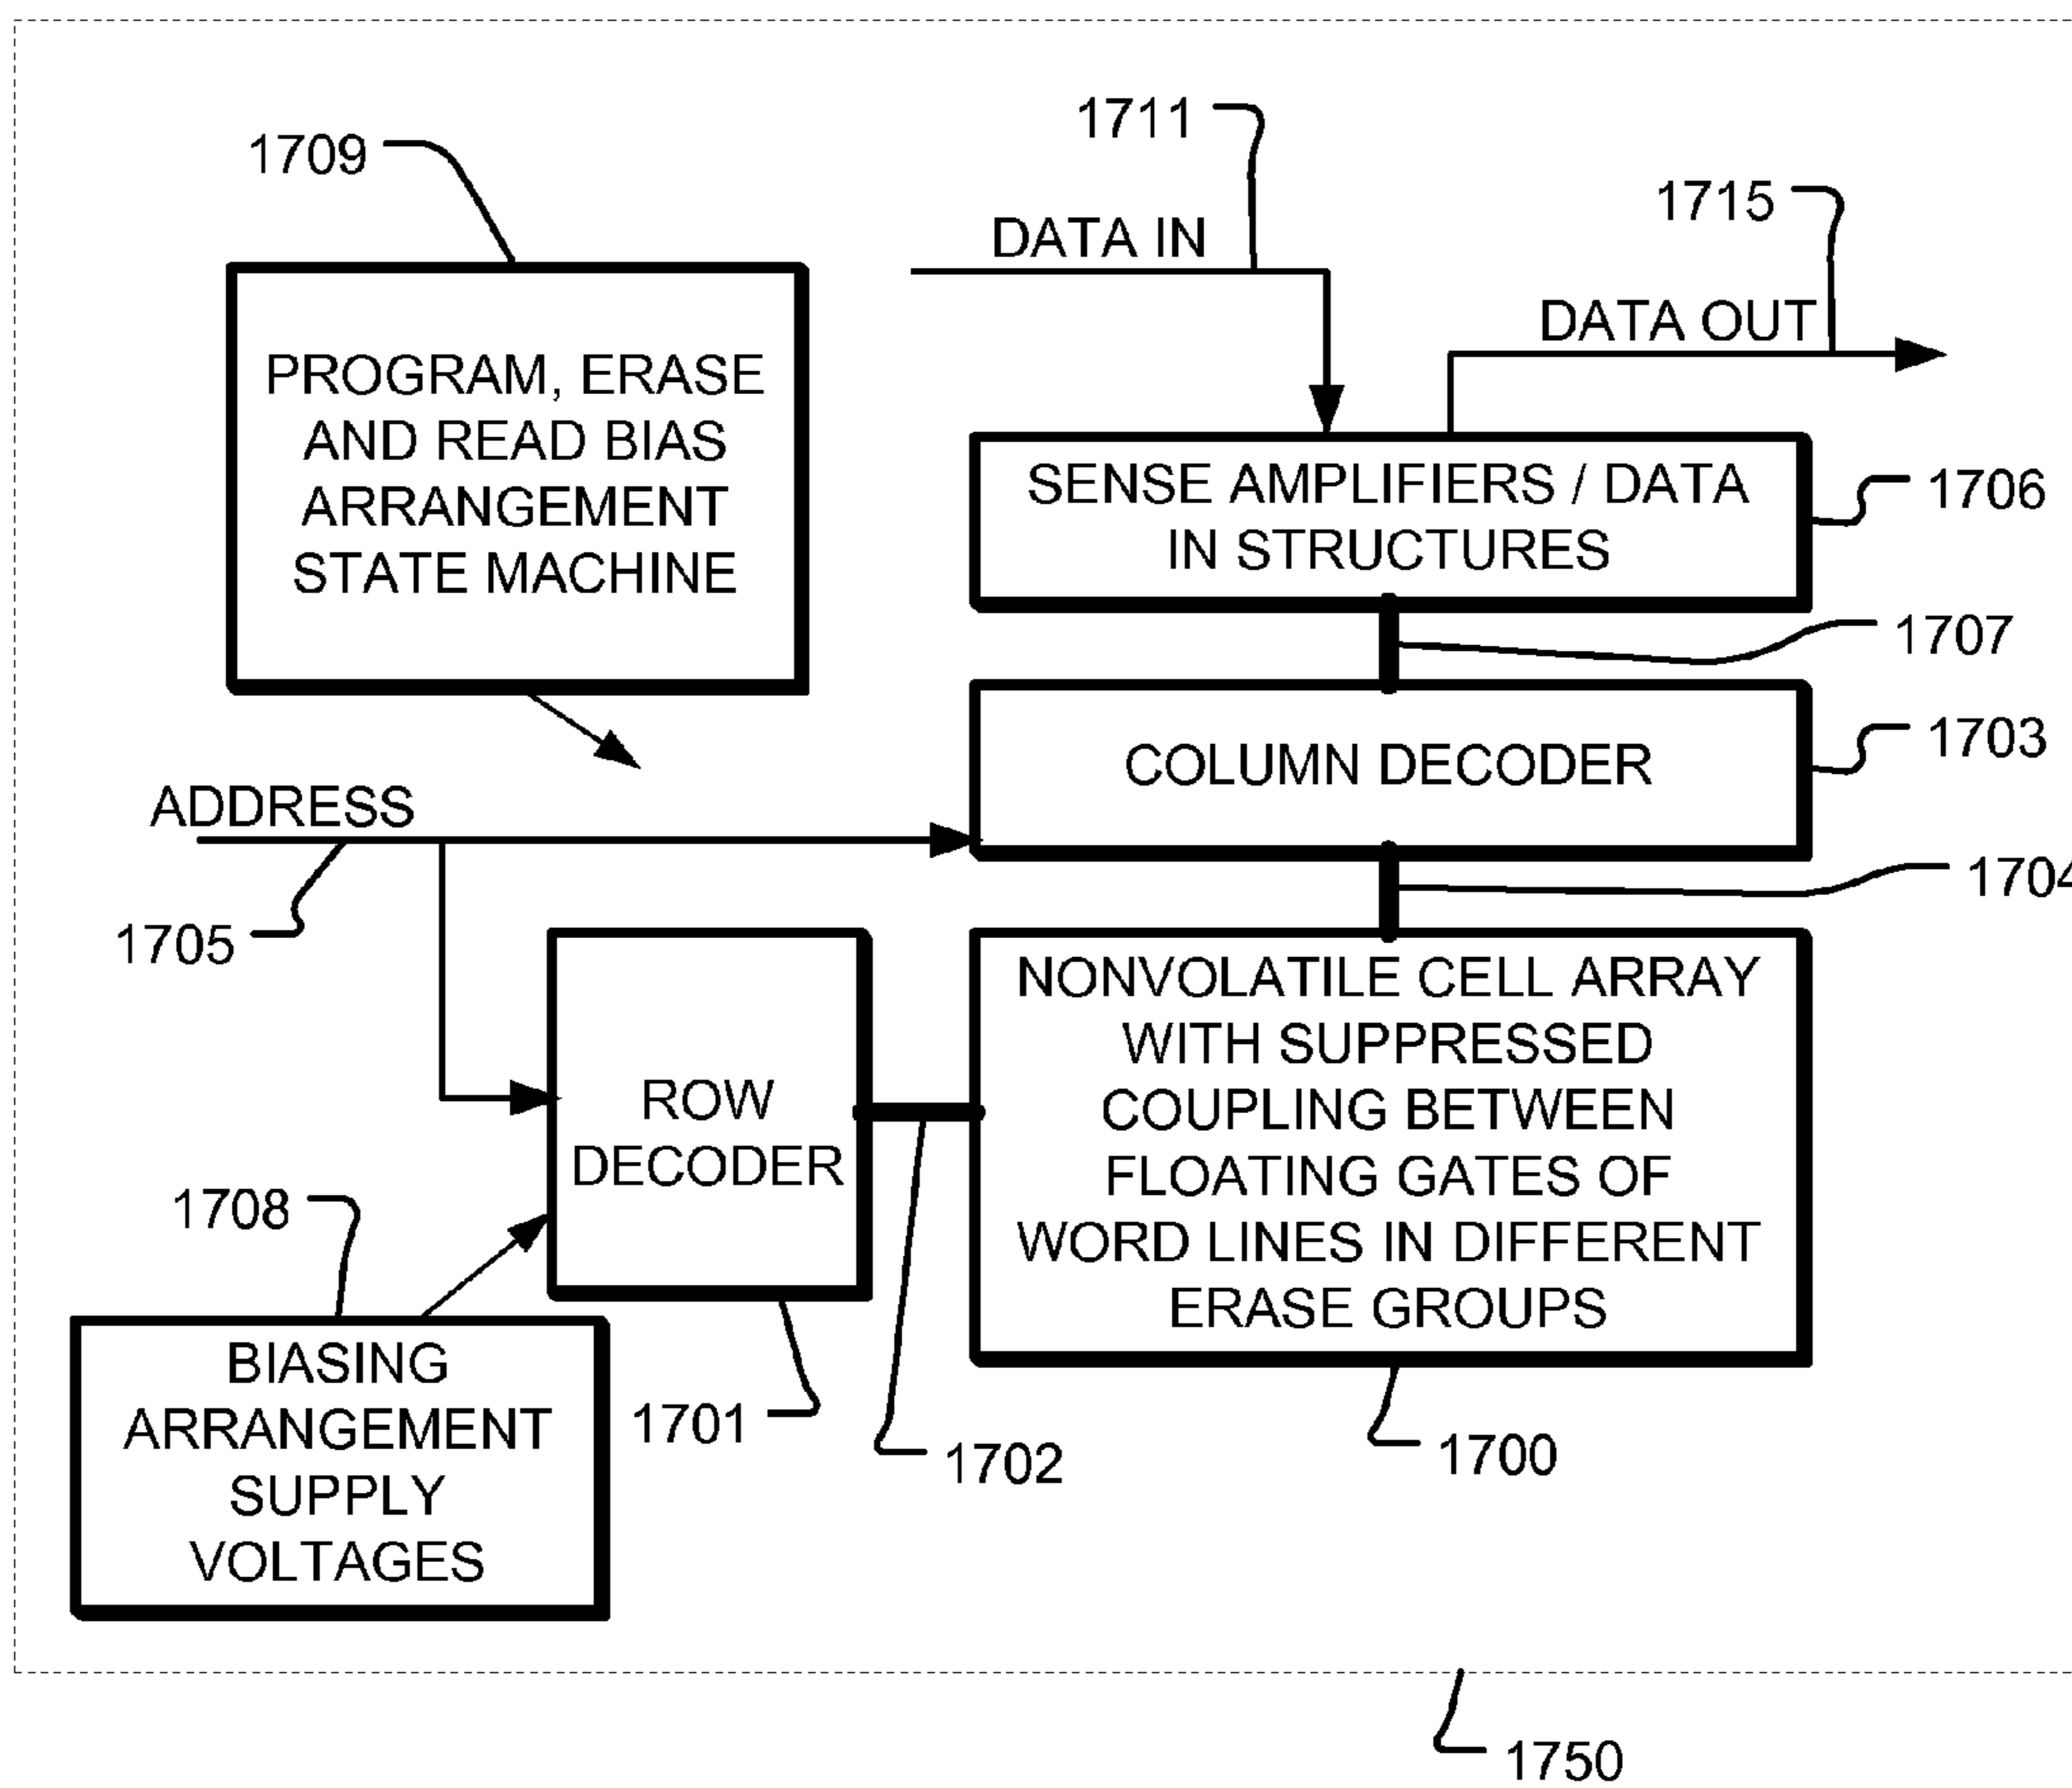 1711
1709
1715
DATA IN
DATA OUT
PROGRAM, ERASE
AND READ BIAS
ARRANGEMENT
STATE MACHINE
SENSE AMPLIFIERS / DATA
IN STRUCTURES
1706
1707
COLUMN DECODER
1703
ADDRESS
1705
1704
NONVOLATILE CELL ARRAY
WITH SUPPRESSED
COUPLING BETWEEN
FLOATING GATES OF
WORD LINES IN DIFFERENT
ERASE GROUPS
ROW
DECODER
1708
BIASING
ARRANGEMENT
SUPPLY
VOLTAGES
1701
1702
1700
1750